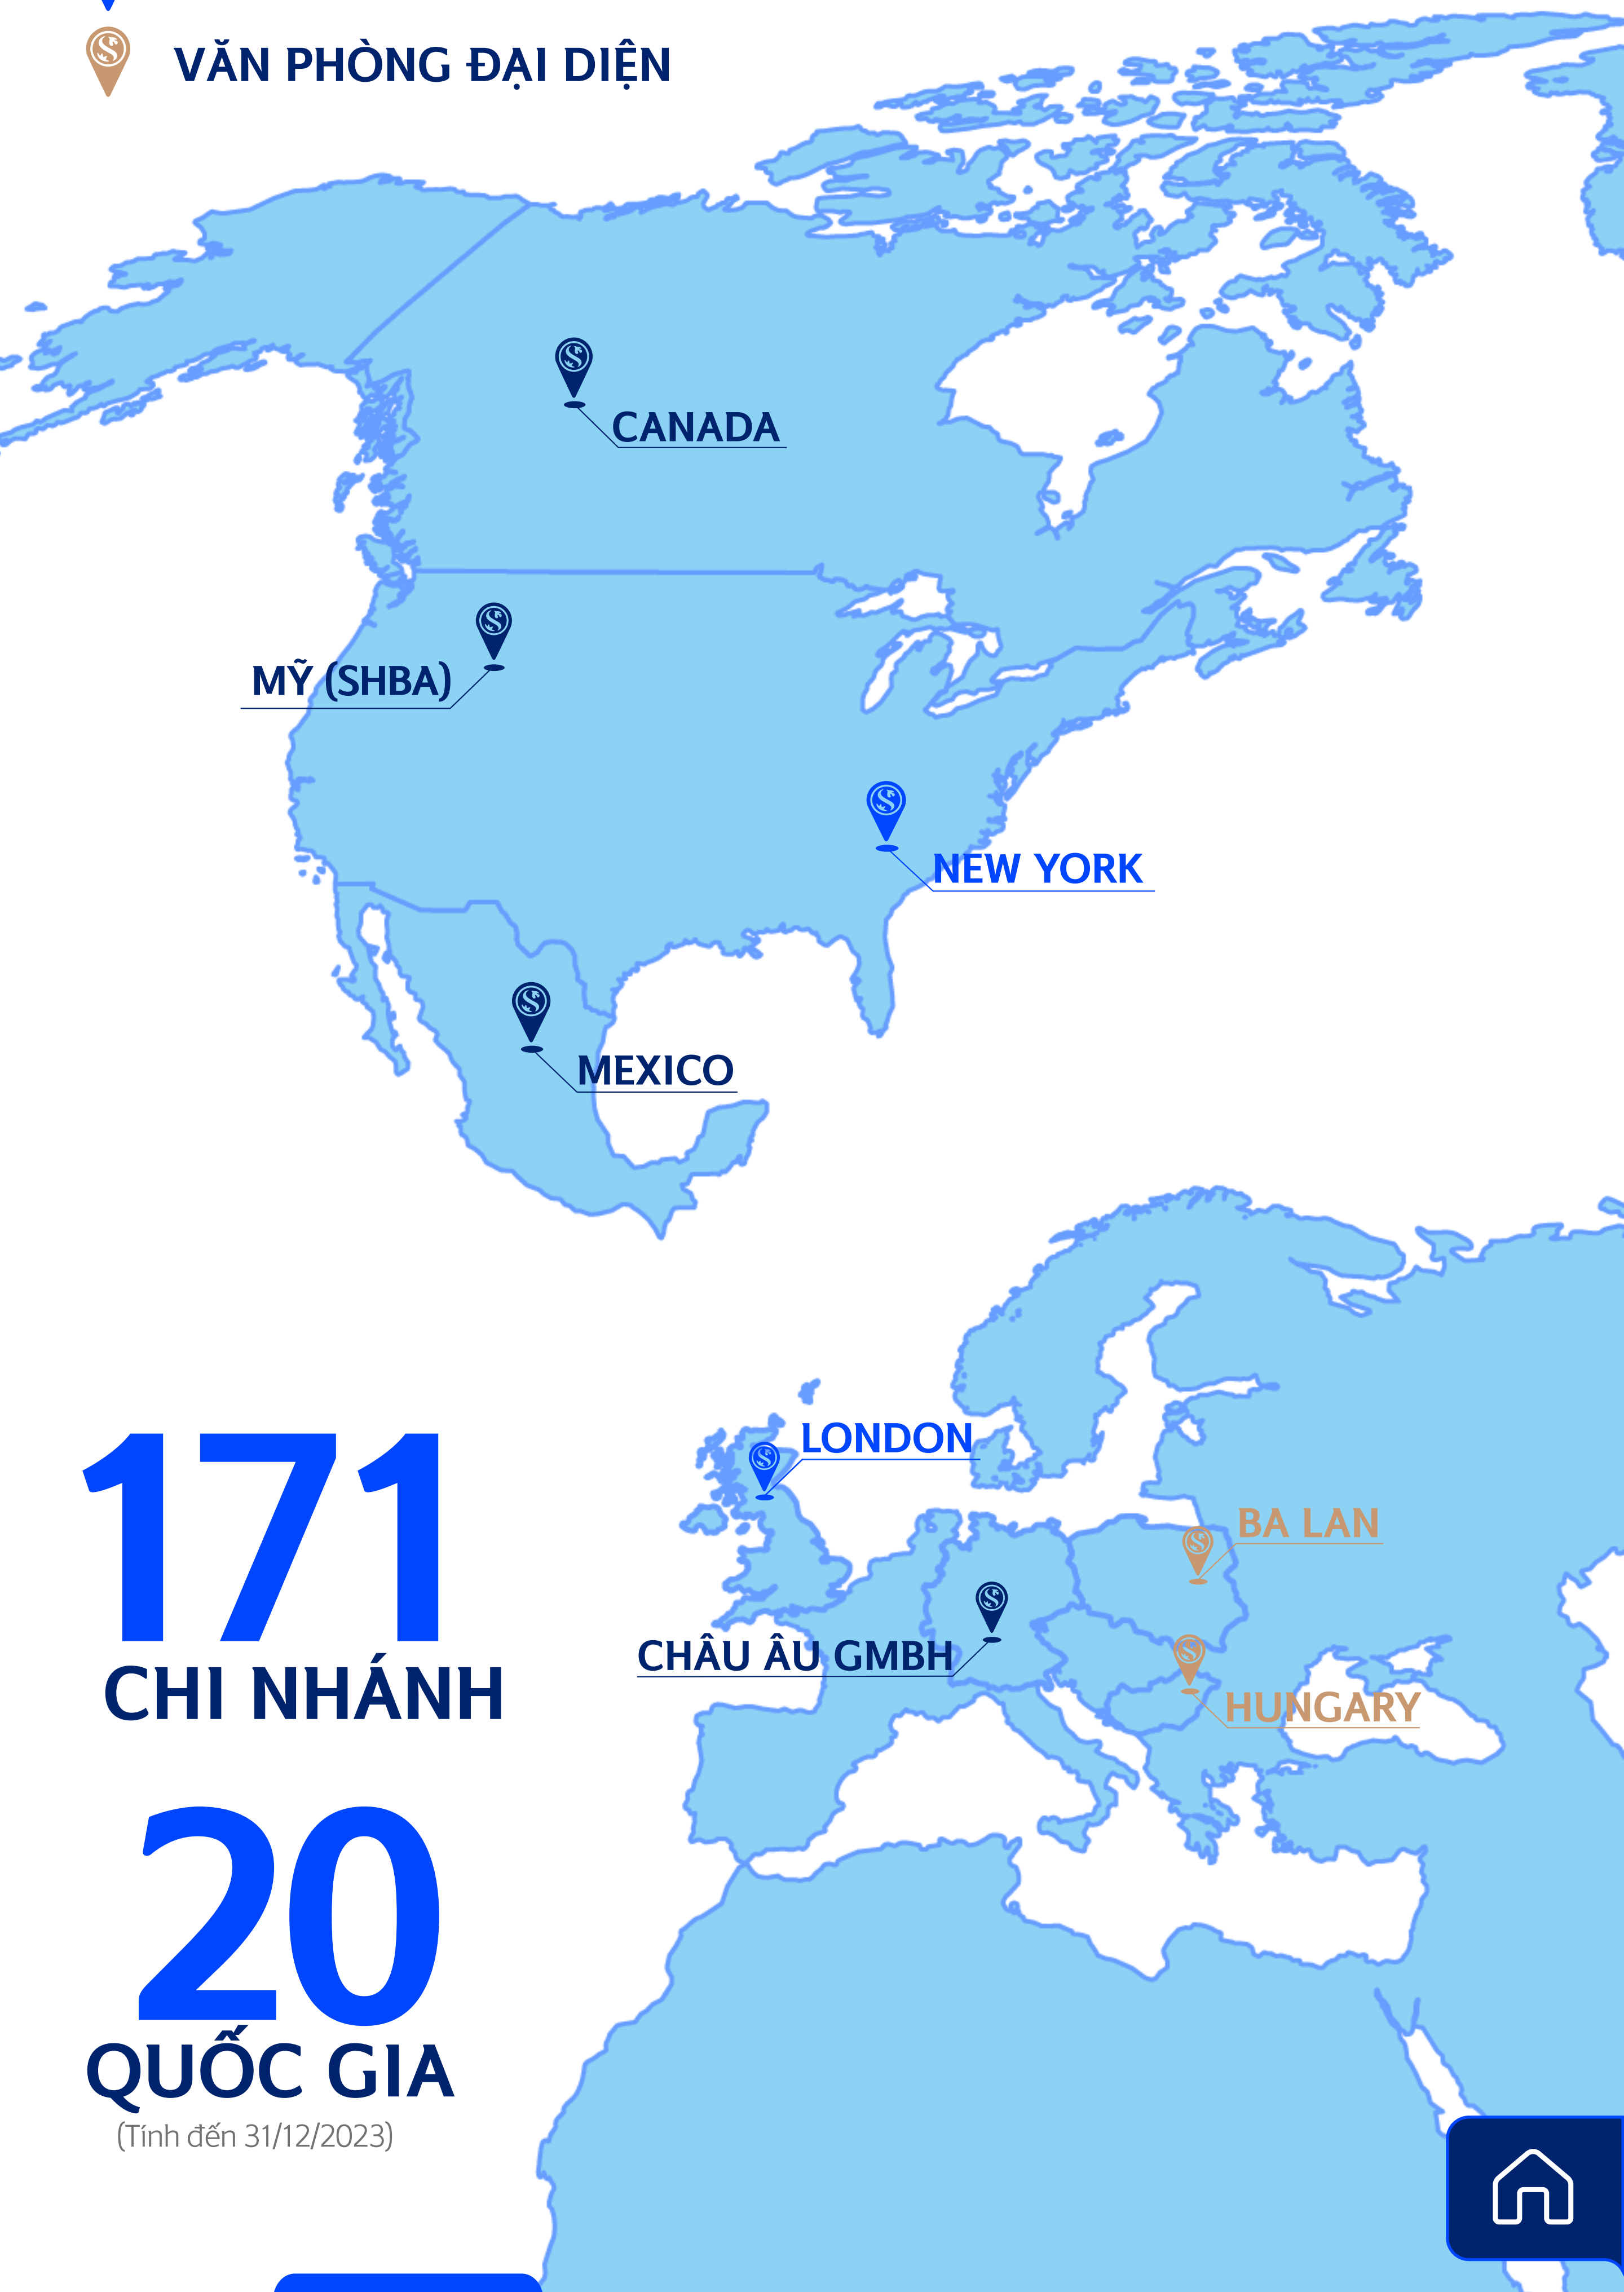 VĂN PHÒNG ĐẠI DIỆN
CANADA
MỸ (SHBA)
NEW YORK
MEXICO
LONDON
BA LAN
CHÂU ÂU GMBH
HUNGARY
171
CHI NHÁNH
20
QUỐC GIA
(Tính đến 31/12/2023)